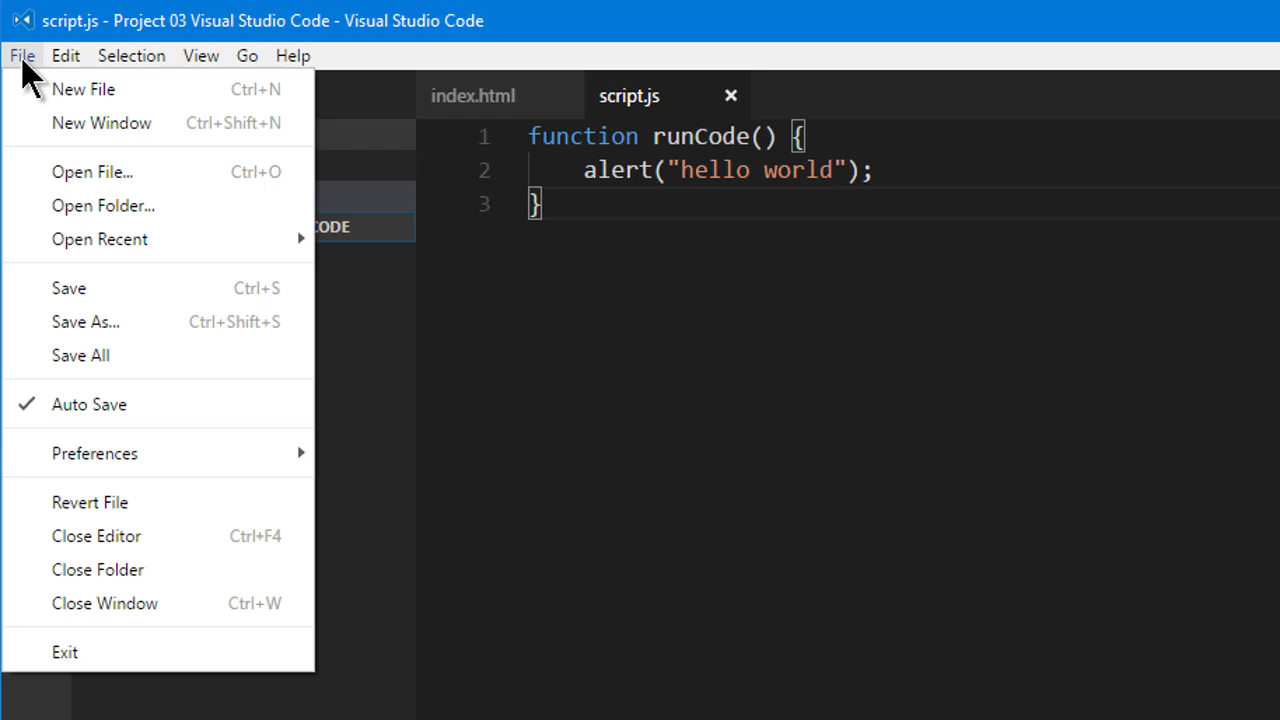 script.js - Project 03 Visual Studio Code - Visual Studio Code
File Edit Selection View Go Help
New File Ctrl+N
New Window Ctrl+Shift+N
Open File... Ctrl+O
Open Folder...
Open Recent
Save Ctrl+S
Save As... Ctrl+Shift+S
Save All
Auto Save
Preferences
Revert File
Close Editor Ctrl+F4
Close Folder
Close Window Ctrl+W
Exit
CODE
index.html script.js
1 function runCode() {
2 alert("hello world");
3 }